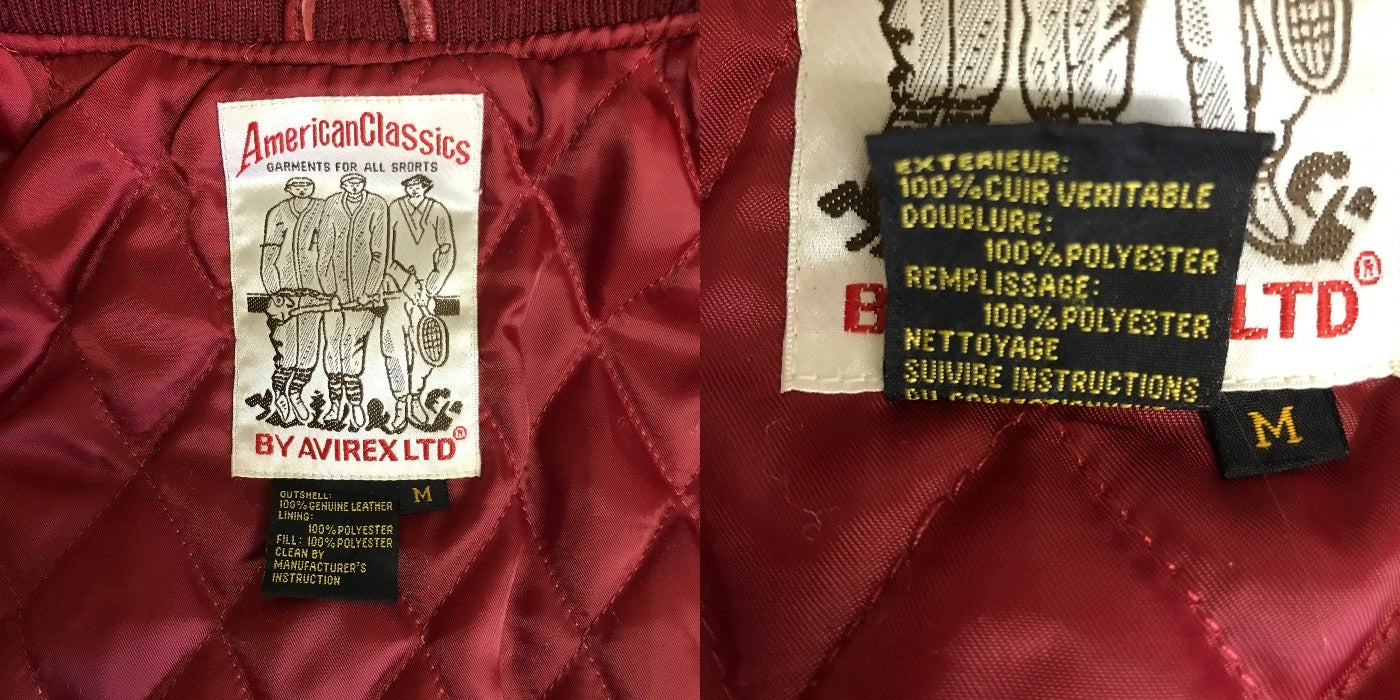 AmericanClassics
GARMENTS FOR ALL SPORTS
BY AVIREX LTD®
OUTSHELL:
100% GENUINE LEATHER
LINING:
100% POLYESTER
FILL: 100% POLYESTER
CLEAN BY
MANUFACTURER'S
INSTRUCTION
M
EXTERIEUR:
100% CUIR VERITABLE
DOUBLURE:
100% POLYESTER
REMPLISSAGE:
100% POLYESTER
NETTOYAGE
SUIVIRE INSTRUCTIONS
B LTD®
M